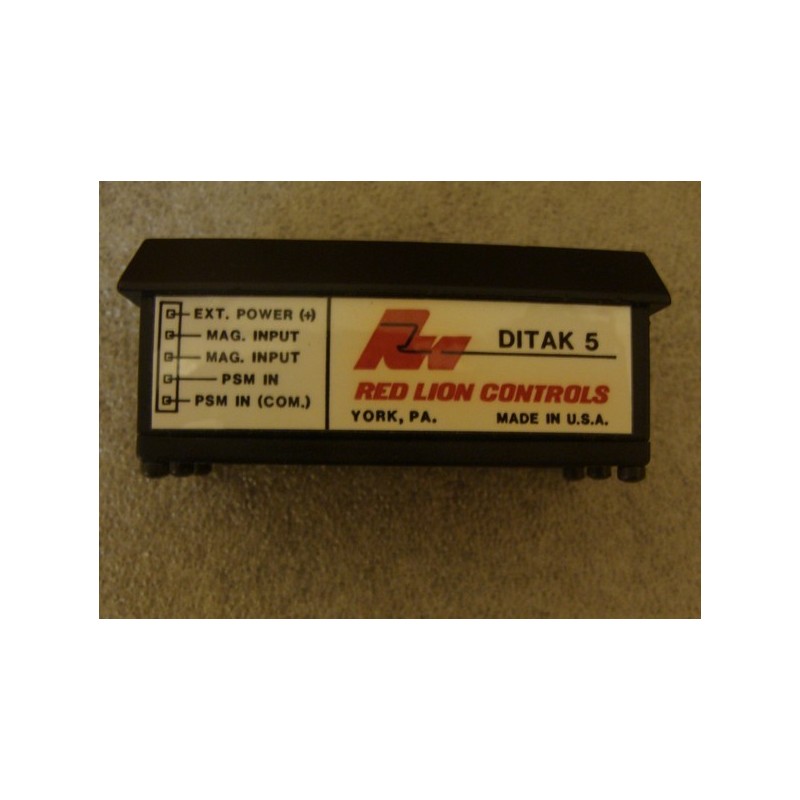 EXT. POWER (+)
MAG. INPUT
MAG. INPUT
PSM IN
PSM IN (COM.)
DITAK 5
RED LION CONTROLS
YORK, PA. MADE IN U.S.A.